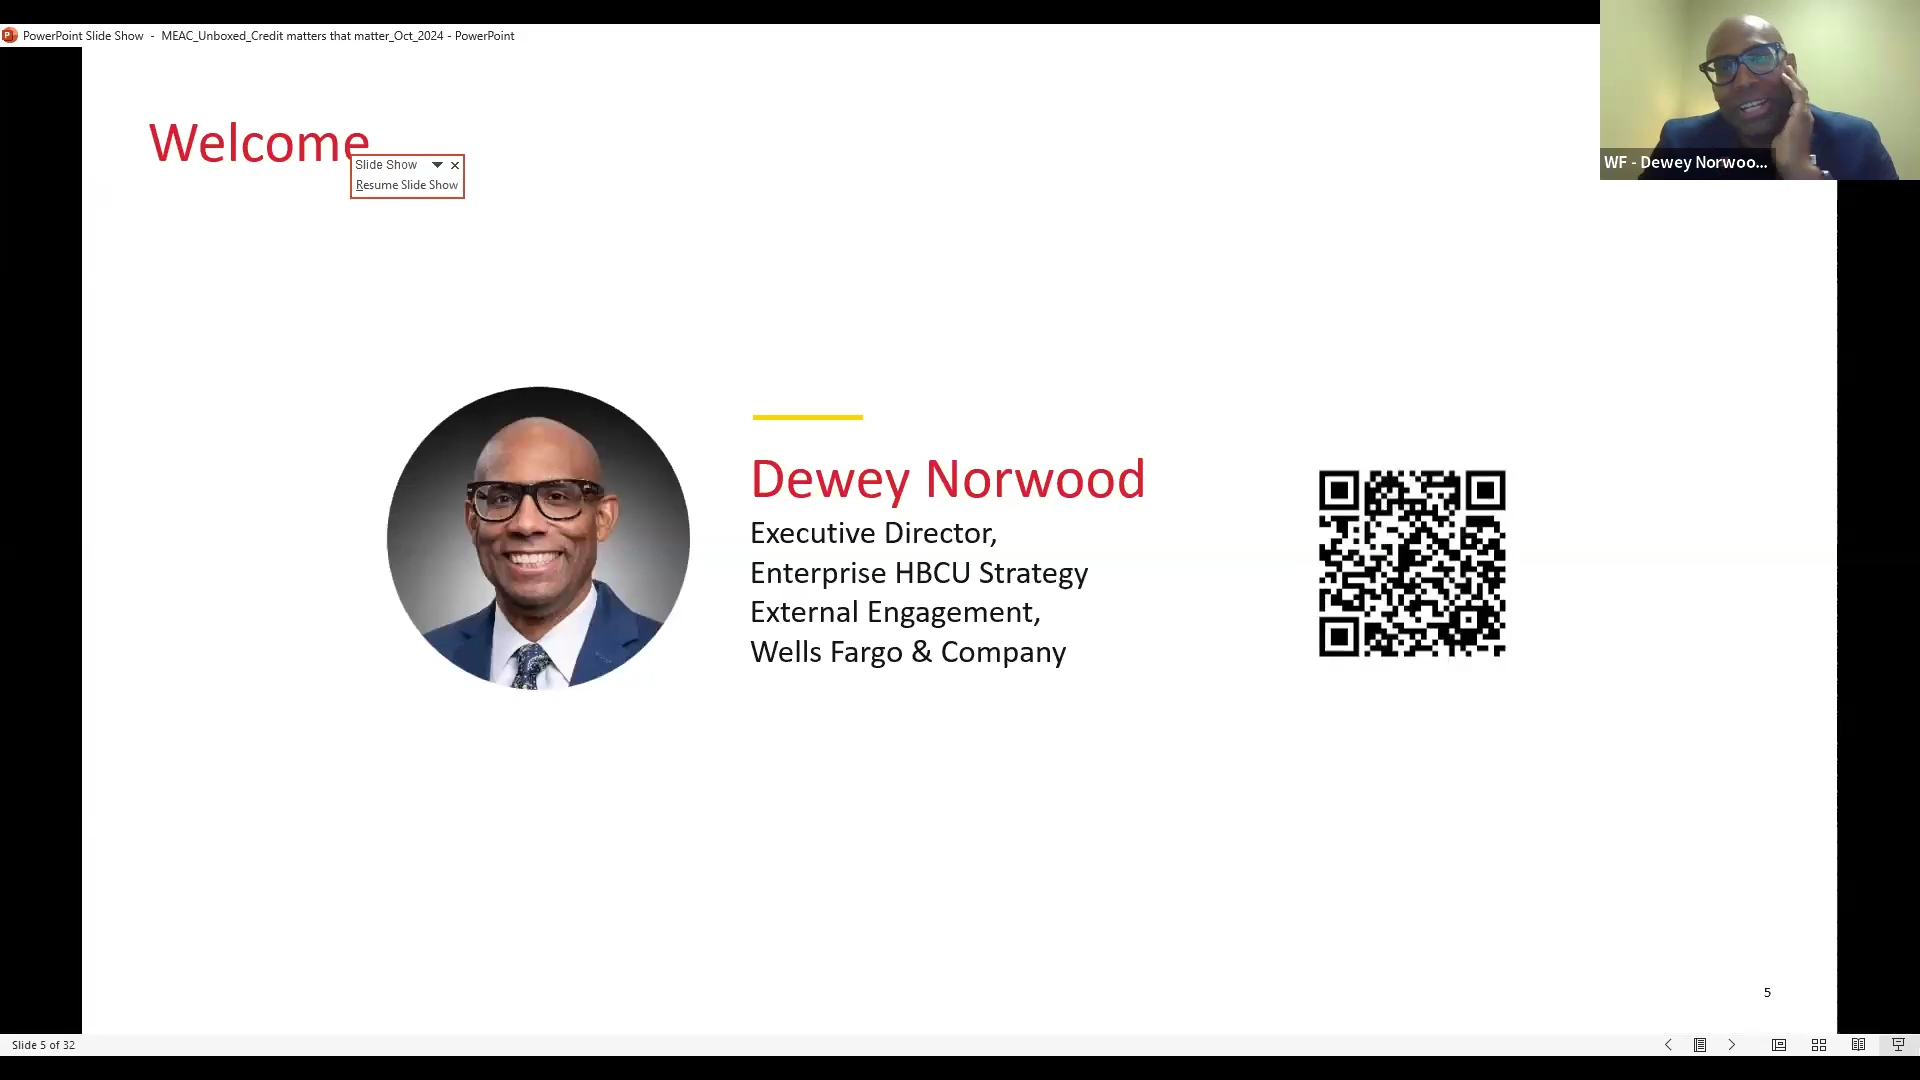 PowerPoint Slide Show - MEAC_Unboxed_Credit matters that matter_Oct_2024 - PowerPoint
WF - Dewey Norwoo...
Welcome
Slide Show
Resume Slide Show
Dewey Norwood
Executive Director,
Enterprise HBCU Strategy
External Engagement,
Wells Fargo & Company
5
Slide 5 of 32